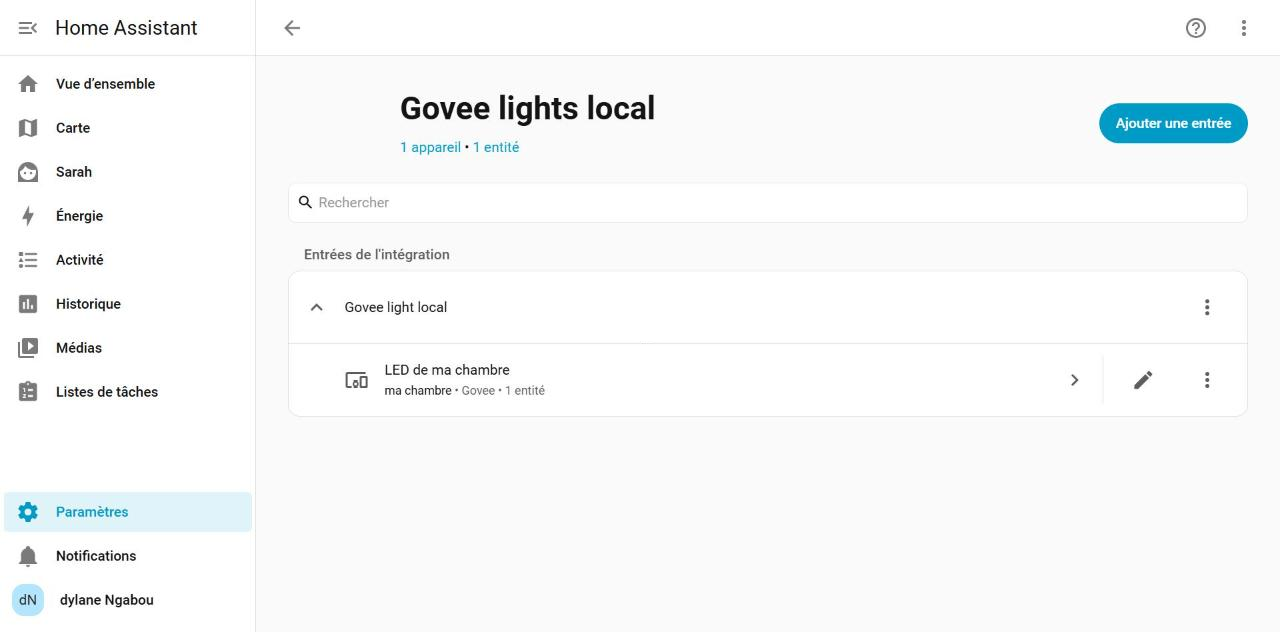 Home Assistant
Vue d’ensemble
Carte
Sarah
Énergie
Activité
Historique
Médias
Listes de tâches
Paramètres
Notifications
dN dylane Ngabou
Govee lights local
1 appareil • 1 entité
Ajouter une entrée
Rechercher
Entrées de l'intégration
Govee light local
LED de ma chambre
ma chambre • Govee • 1 entité